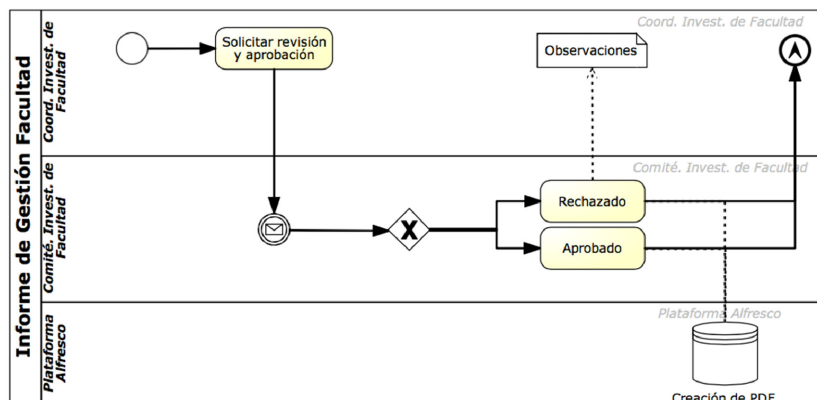 Informe de Gestión Facultad
Coord. Invest. de
Facultad
Coord. Invest. de Facultad
Solicitar revisión
y aprobación
Observaciones
Comité. Invest. de
Facultad
Comité. Invest. de Facultad
Rechazado
Aprobado
Plataforma
Alfresco
Plataforma Alfresco
Creación de PDF